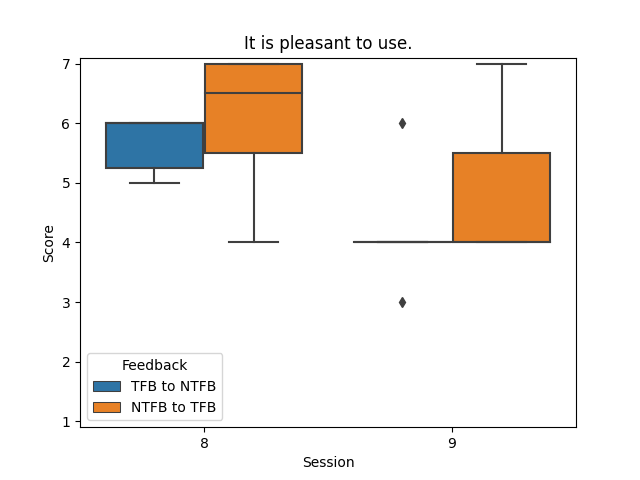 It is pleasant to use.
7
6
5
4
3
2
1
Score
Feedback
TFB to NTFB
NTFB to TFB
8
9
Session